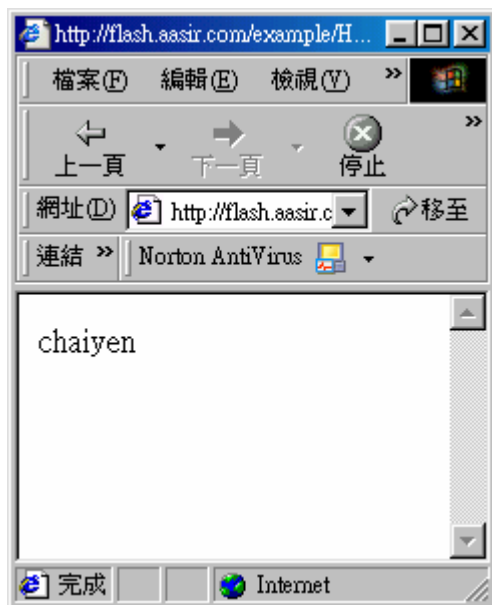 http://flash.aasir.com/example/H...
檔案(F) 編輯(E) 檢視(V) »
上一頁 下一頁 停止 »
網址(D) http://flash.aasir.c 移至
連結 » Norton AntiVirus
chaiyen
完成 Internet